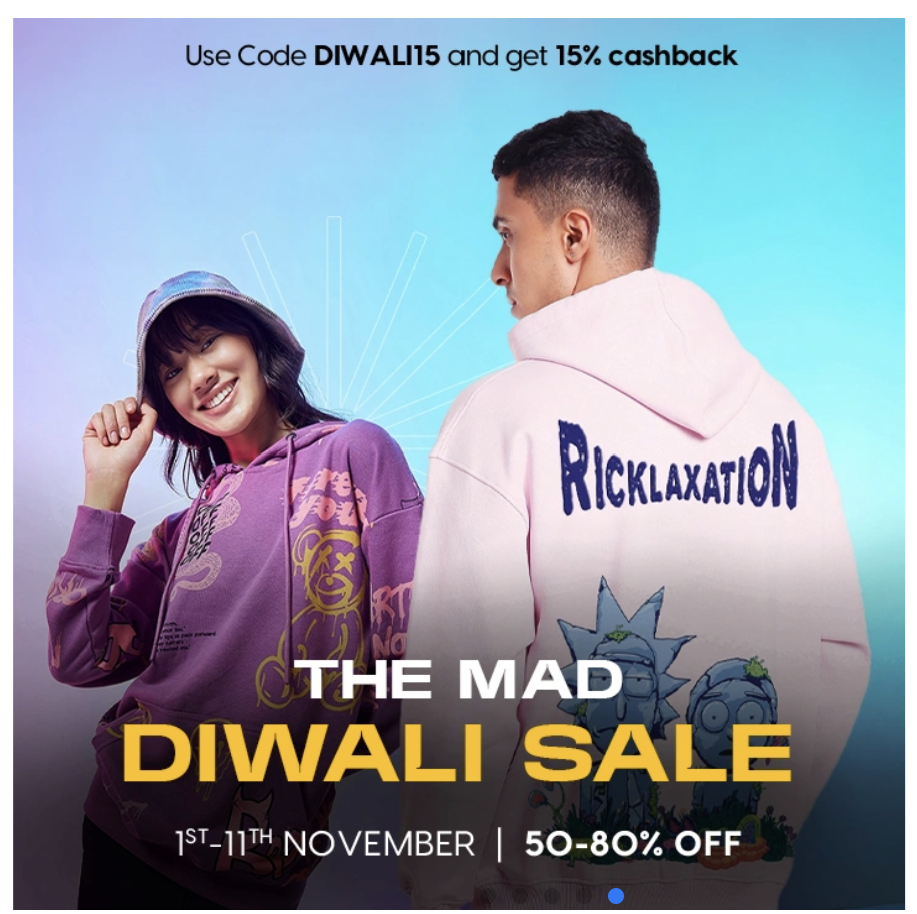 Use Code DIWALI15 and get 15% cashback
RICKLAXATION
THE MAD
DIWALI SALE
1ST-11TH NOVEMBER | 50-80% OFF